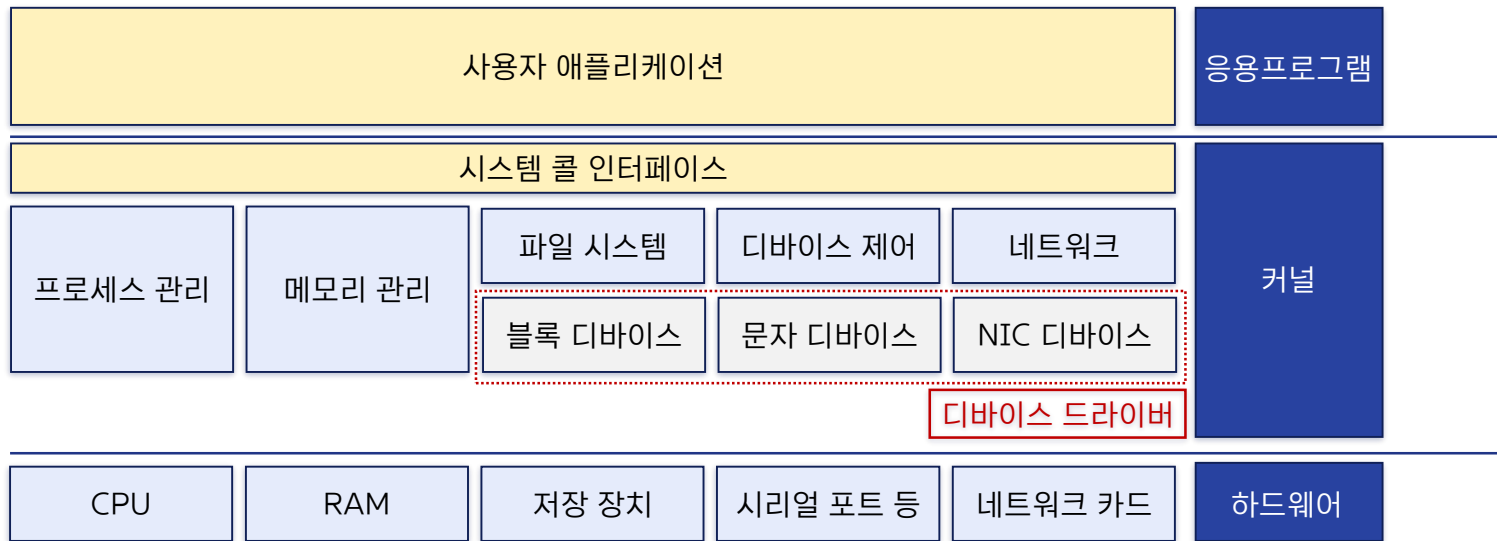 사용자 애플리케이션
응용프로그램
시스템 콜 인터페이스
프로세스 관리
메모리 관리
파일 시스템
디바이스 제어
네트워크
커널
블록 디바이스
문자 디바이스
NIC 디바이스
디바이스 드라이버
CPU
RAM
저장 장치
시리얼 포트 등
네트워크 카드
하드웨어